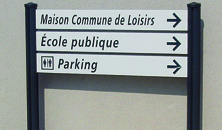 Maison Commune de Loisirs
École publique
Parking